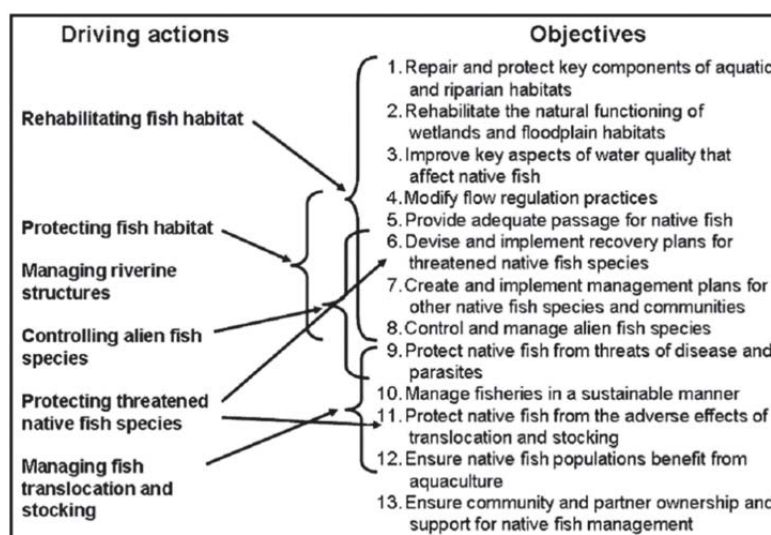 Driving actions
Rehabilitating fish habitat
Protecting fish habitat
Managing riverine
structures
Controlling alien fish
species
Protecting threatened
native fish species
Managing fish
translocation and
stocking
Objectives
1. Repair and protect key components of aquatic
and riparian habitats
2. Rehabilitate the natural functioning of
wetlands and floodplain habitats
3. Improve key aspects of water quality that
affect native fish
4. Modify flow regulation practices
5. Provide adequate passage for native fish
6. Devise and implement recovery plans for
threatened native fish species
7. Create and implement management plans for
other native fish species and communities
8. Control and manage alien fish species
9. Protect native fish from threats of disease and
parasites
10. Manage fisheries in a sustainable manner
11. Protect native fish from the adverse effects of
translocation and stocking
12. Ensure native fish populations benefit from
aquaculture
13. Ensure community and partner ownership and
support for native fish management